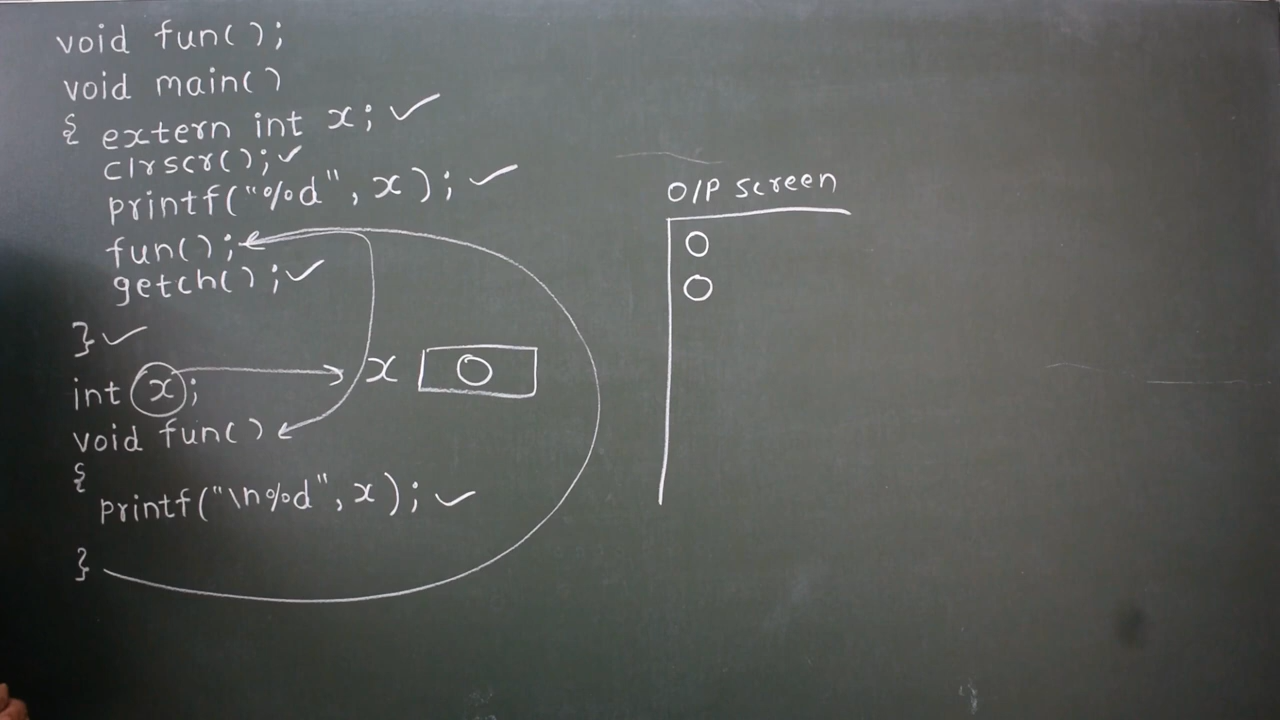 void fun();
void main()
{ extern int x;
clrscr();
printf("%d", x);
fun();
getch();
}
int x;
void fun()
{
printf("\n%d", x);
}
x 0
O/P screen
0
0